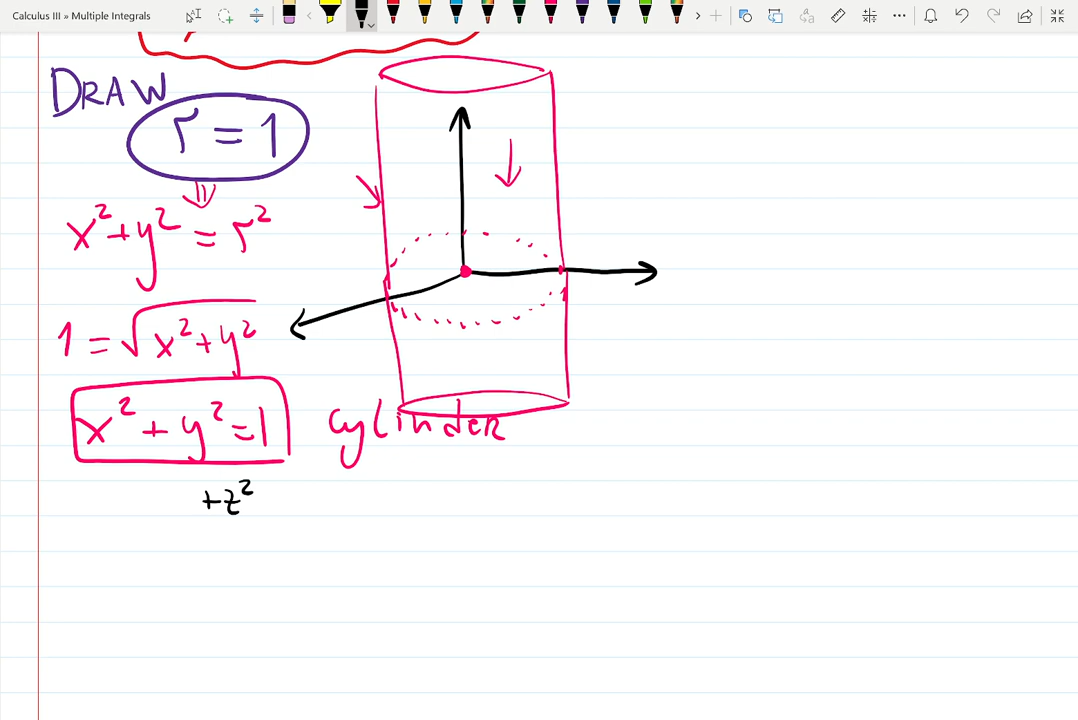 Calculus III » Multiple Integrals
DRAW
r = 1
x² + y² = r²
1 = √(x² + y²)
x² + y² = 1
cylinder
+z²